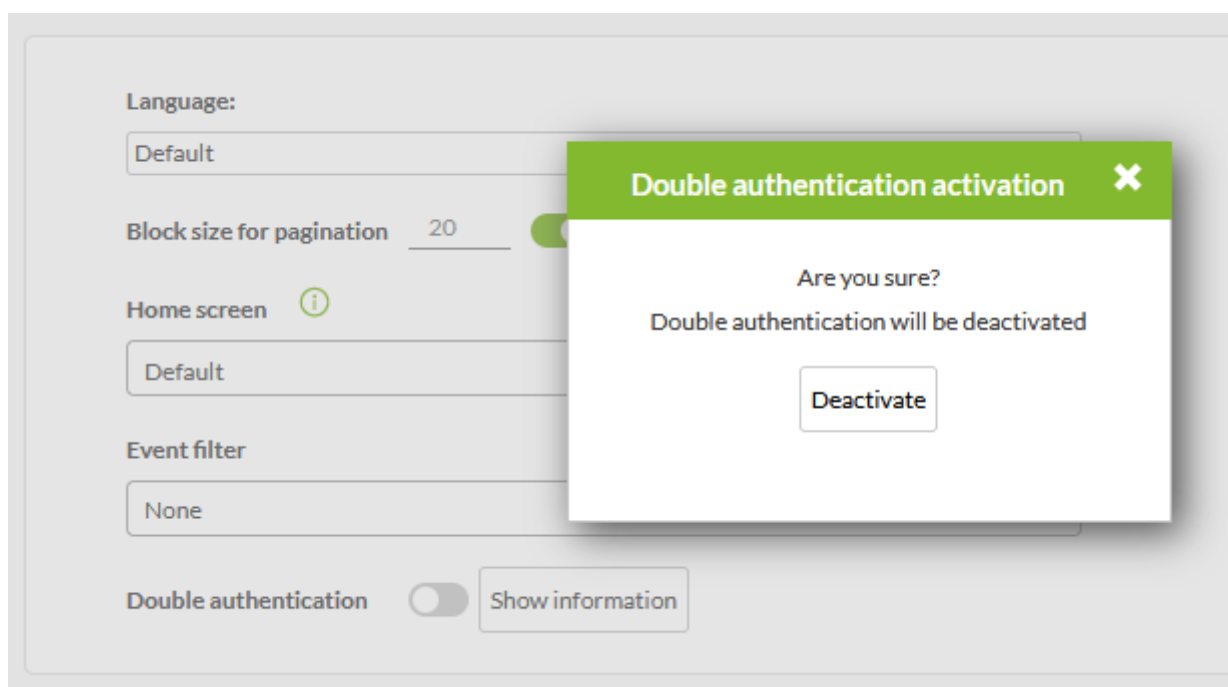 Language:
Default
Double authentication activation
Block size for pagination 20
Are you sure?
Double authentication will be deactivated
Home screen
Default
Deactivate
Event filter
None
Double authentication Show information